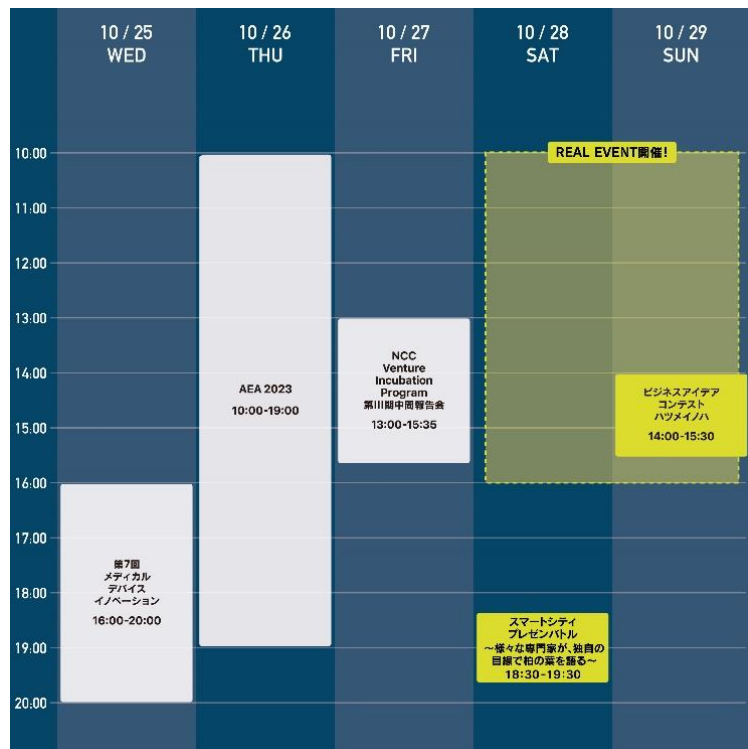 10 / 25
WED
10 / 26
THU
10 / 27
FRI
10 / 28
SAT
10 / 29
SUN
10:00
11:00
12:00
13:00
14:00
15:00
16:00
17:00
18:00
19:00
20:00
第7回
メディカル
デバイス
イノベーション
16:00-20:00
AEA 2023
10:00-19:00
NCC
Venture
Incubation
Program
第III期中間報告会
13:00-15:35
REAL EVENT開催!
スマートシティ
プレゼンバトル
〜様々な専門家が、独自の
目線で柏の葉を語る〜
18:30-19:30
ビジネスアイデア
コンテスト
ハツメイノハ
14:00-15:30